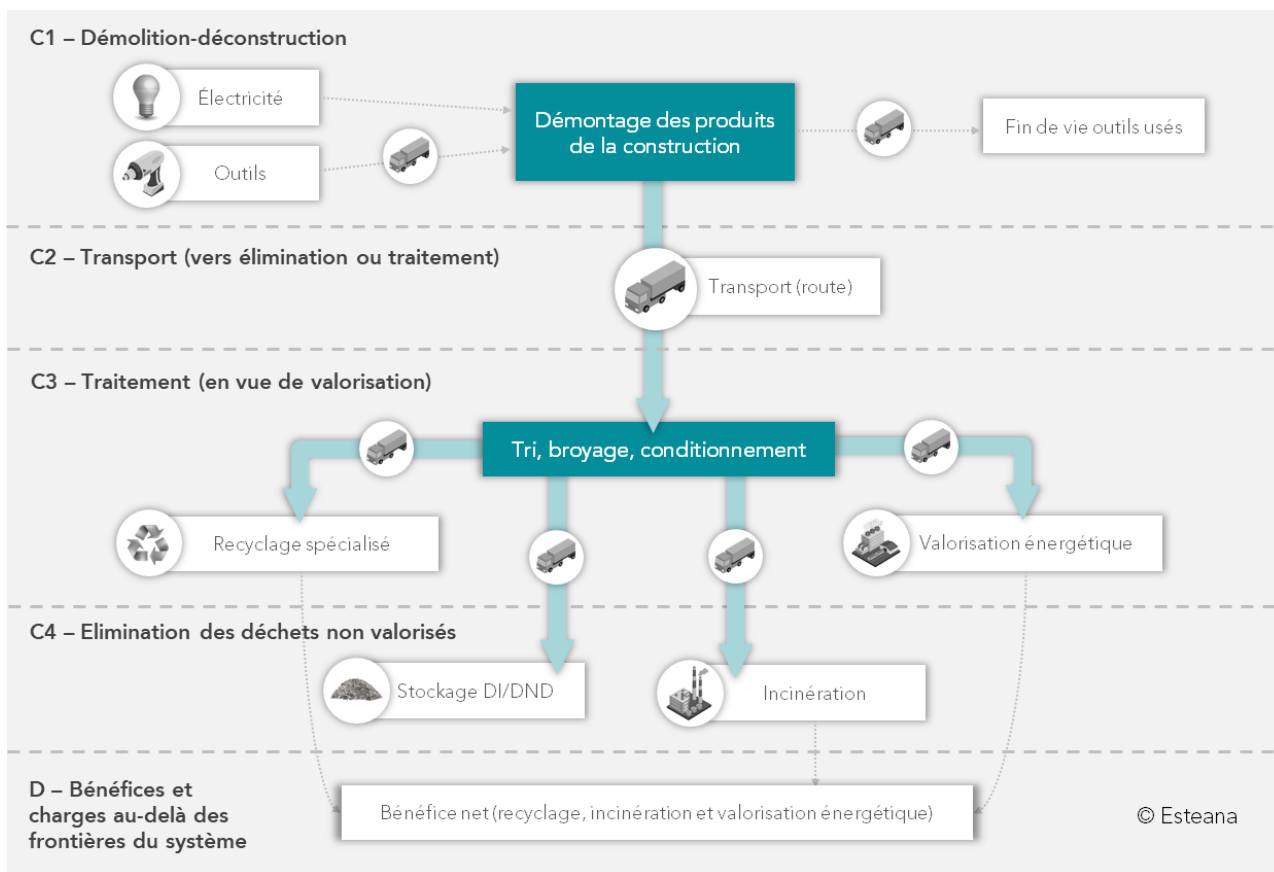 C1 – Démolition-déconstruction
Électricité
Outils
Démontage des produits
de la construction
Fin de vie outils usés
C2 – Transport (vers élimination ou traitement)
Transport (route)
C3 – Traitement (en vue de valorisation)
Tri, broyage, conditionnement
Recyclage spécialisé
Valorisation énergétique
C4 – Elimination des déchets non valorisés
Stockage DI/DND
Incinération
D – Bénéfices et
charges au-delà des
frontières du système
Bénéfice net (recyclage, incinération et valorisation énergétique)
© Esteana